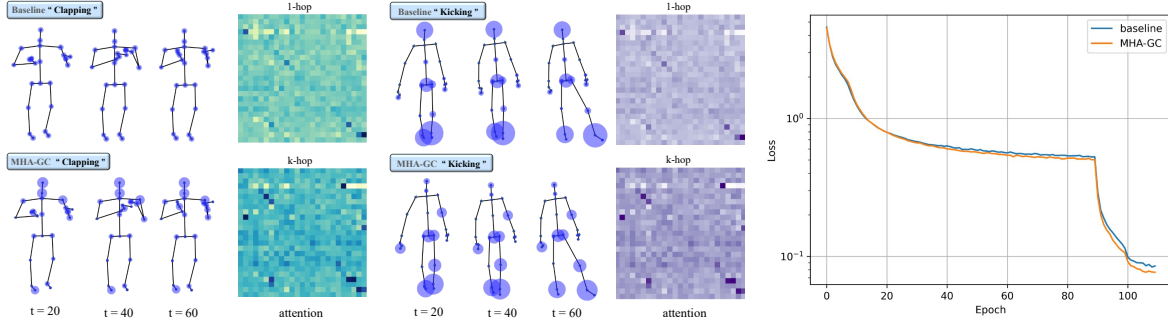 Baseline “ Clapping ”
1-hop
Baseline “ Kicking ”
1-hop
MHA-GC “ Clapping ”
k-hop
MHA-GC “ Kicking ”
k-hop
t = 20
t = 40
t = 60
attention
t = 20
t = 40
t = 60
attention
baseline
MHA-GC
Loss
10⁰
10⁻¹
0
20
40
60
80
100
Epoch